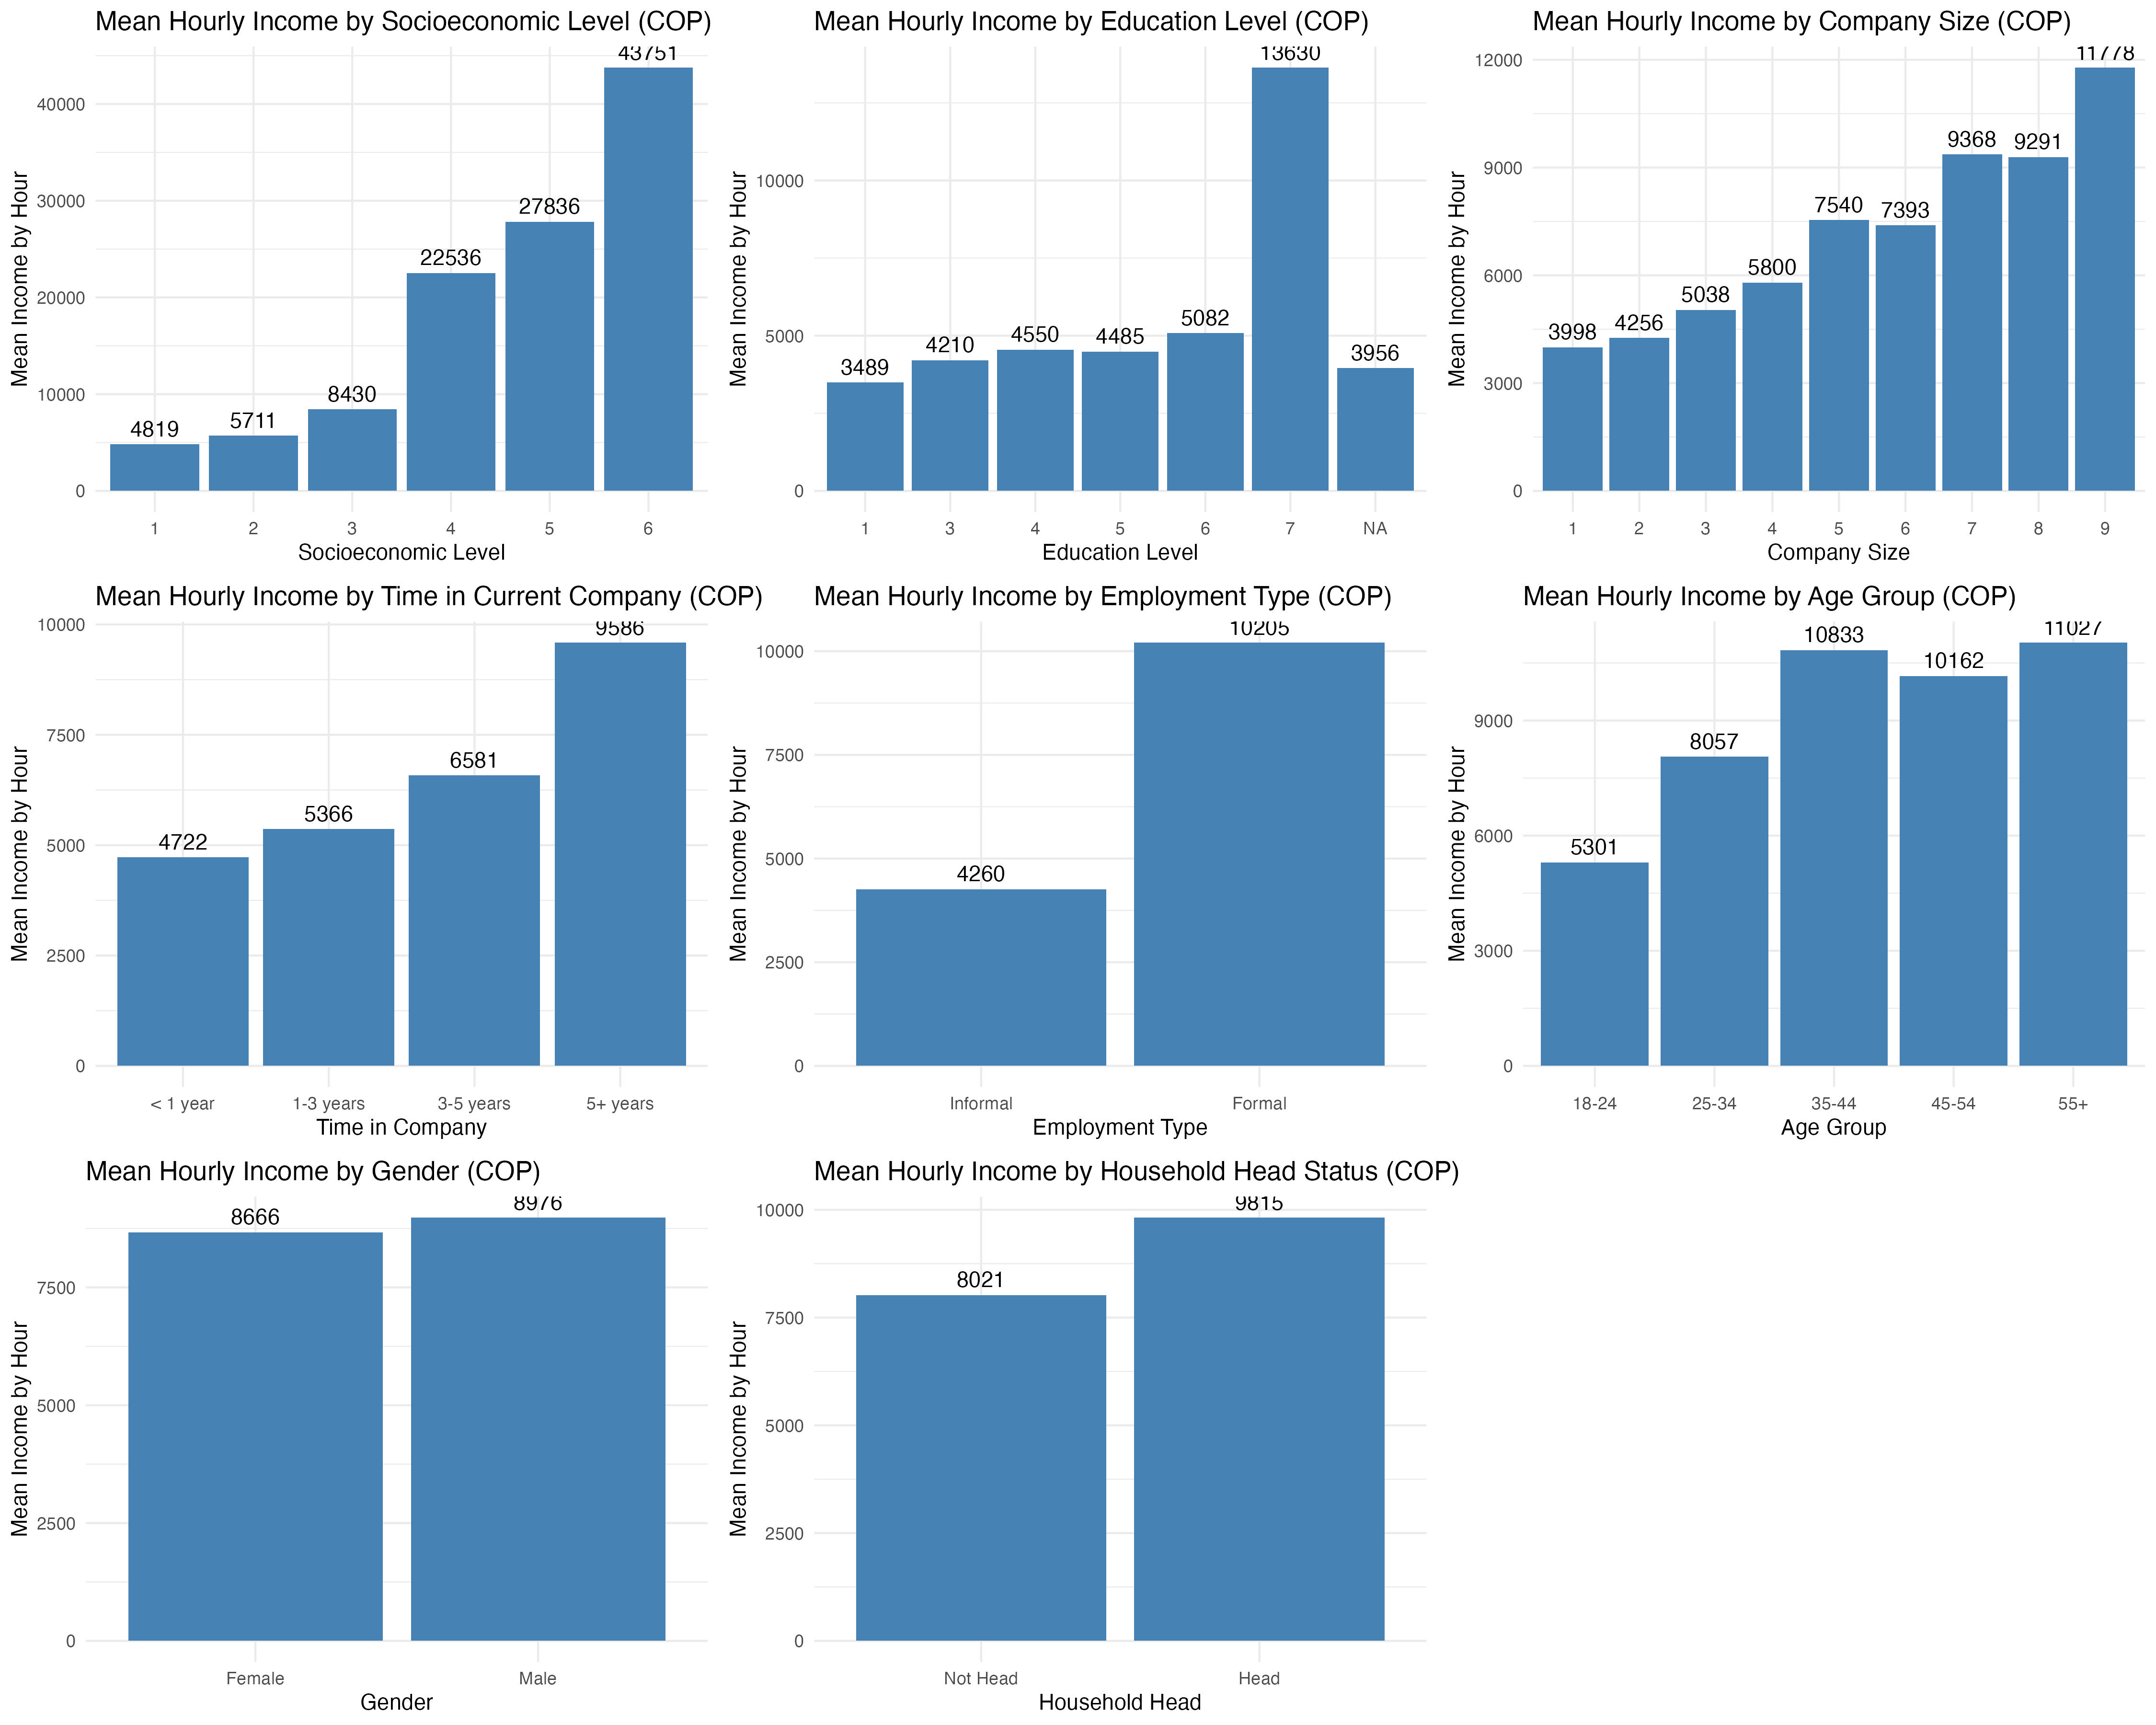 Mean Hourly Income by Socioeconomic Level (COP)
Mean Income by Hour
40000
30000
20000
10000
0
4819
5711
8430
22536
27836
43751
1
2
3
4
5
6
Socioeconomic Level
Mean Hourly Income by Education Level (COP)
Mean Income by Hour
10000
5000
0
3489
4210
4550
4485
5082
13630
3956
1
3
4
5
6
7
NA
Education Level
Mean Hourly Income by Company Size (COP)
Mean Income by Hour
12000
9000
6000
3000
0
3998
4256
5038
5800
7540
7393
9368
9291
11778
1
2
3
4
5
6
7
8
9
Company Size
Mean Hourly Income by Time in Current Company (COP)
Mean Income by Hour
10000
7500
5000
2500
0
4722
5366
6581
9586
< 1 year
1-3 years
3-5 years
5+ years
Time in Company
Mean Hourly Income by Employment Type (COP)
Mean Income by Hour
10000
7500
5000
2500
0
4260
10205
Informal
Formal
Employment Type
Mean Hourly Income by Age Group (COP)
Mean Income by Hour
9000
6000
3000
0
5301
8057
10833
10162
11027
18-24
25-34
35-44
45-54
55+
Age Group
Mean Hourly Income by Gender (COP)
Mean Income by Hour
7500
5000
2500
0
8666
8976
Female
Male
Gender
Mean Hourly Income by Household Head Status (COP)
Mean Income by Hour
10000
7500
5000
2500
0
8021
9815
Not Head
Head
Household Head